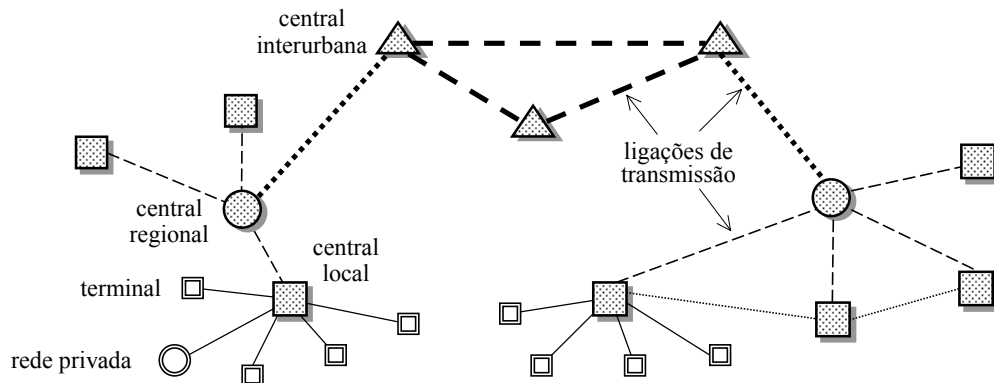 central
interurbana
ligações de
transmissão
central
regional
central
local
terminal
rede privada